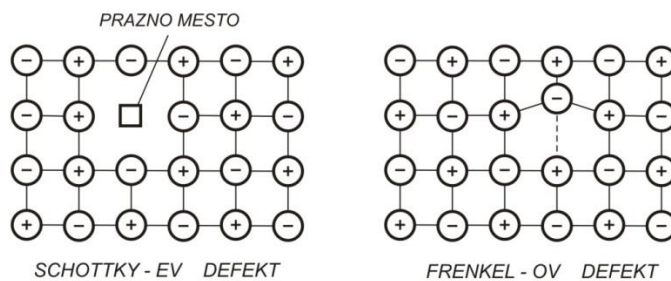 PRAZNO MESTO
SCHOTTKY - EV DEFEKT
FRENKEL - OV DEFEKT